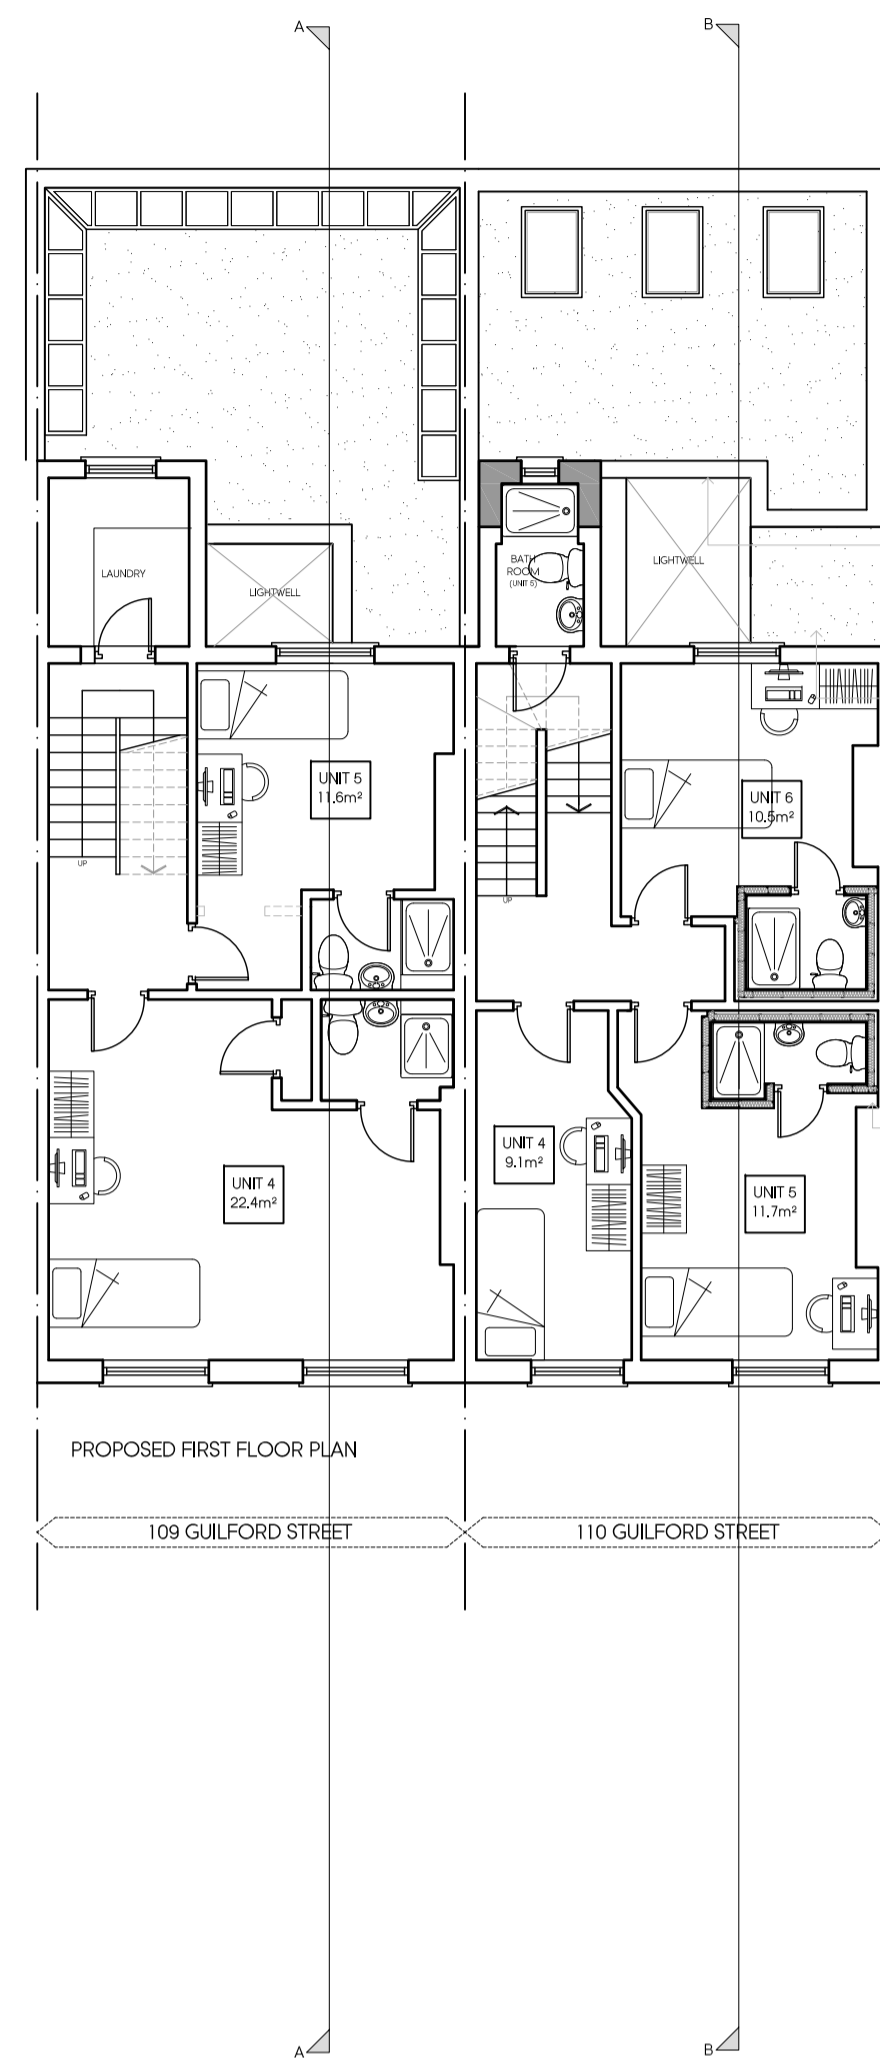 A
B
LAUNDRY
LIGHTWELL
BATH
ROOM
(UNIT 5)
LIGHTWELL
UNIT 5
11.6m²
UNIT 6
10.5m²
UP
UP
UNIT 4
9.1m²
UNIT 4
22.4m²
UNIT 5
11.7m²
PROPOSED FIRST FLOOR PLAN
109 GUILFORD STREET
110 GUILFORD STREET
A
B